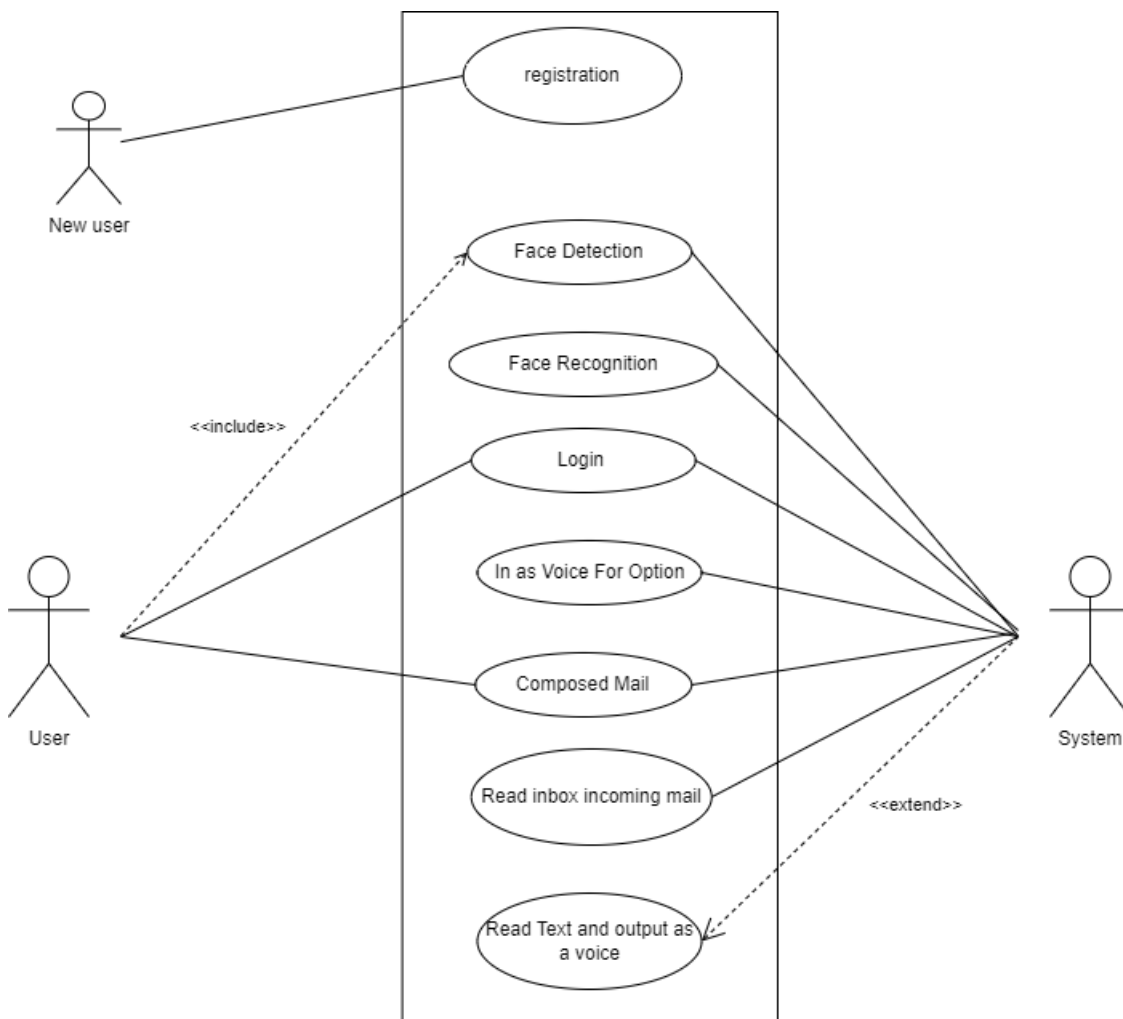 registration
New user
Face Detection
Face Recognition
<<include>>
Login
In as Voice For Option
Composed Mail
User
System
Read inbox incoming mail
<<extend>>
Read Text and output as
a voice